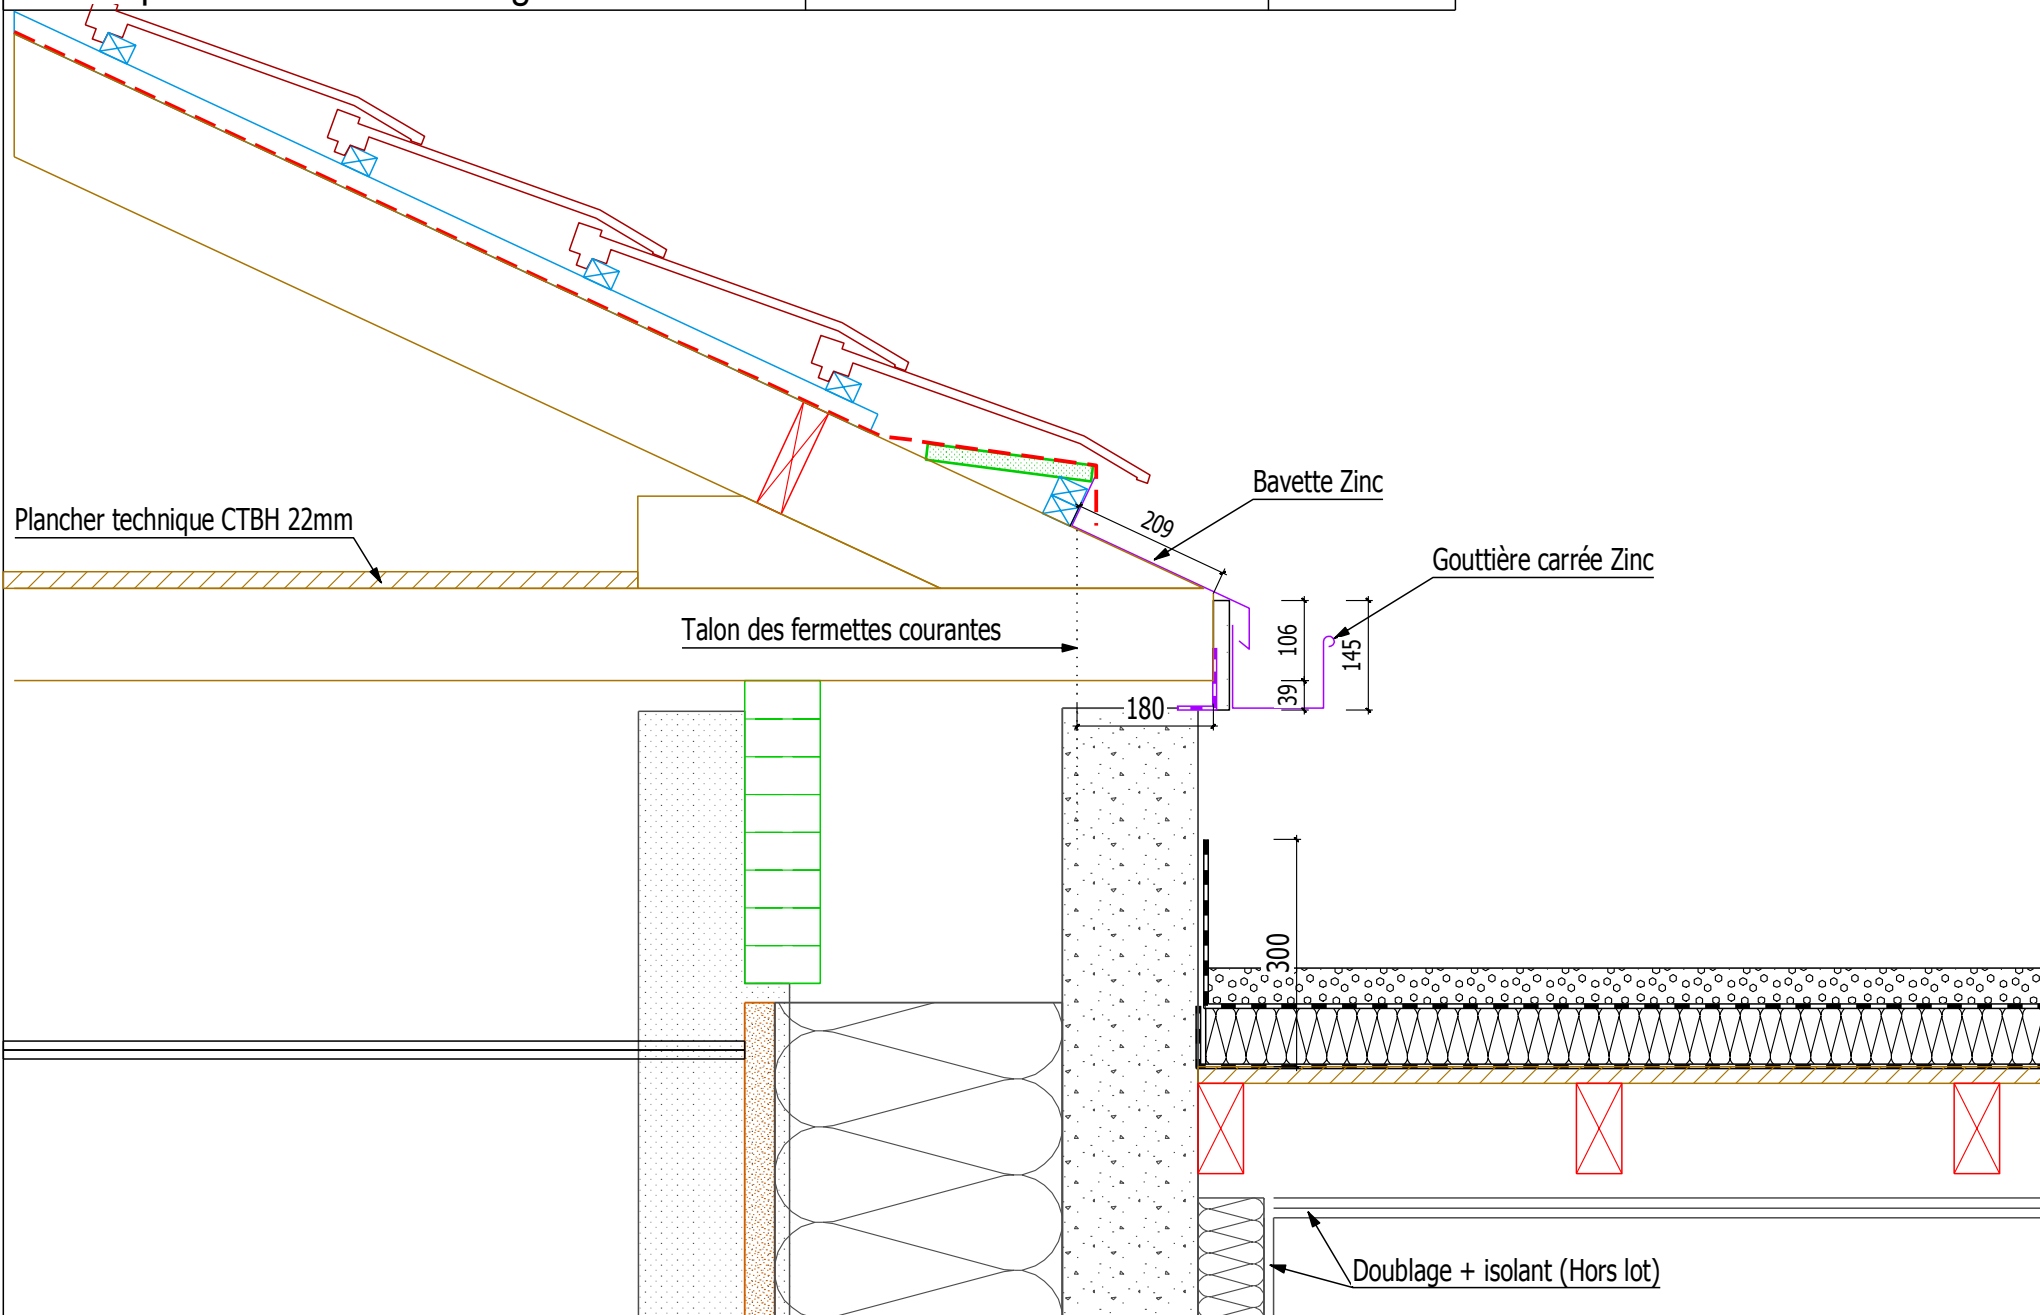 Bavette Zinc
209
Plancher technique CTBH 22mm
Gouttière carrée Zinc
Talon des fermettes courantes
106
145
39
180
300
Doublage + isolant (Hors lot)